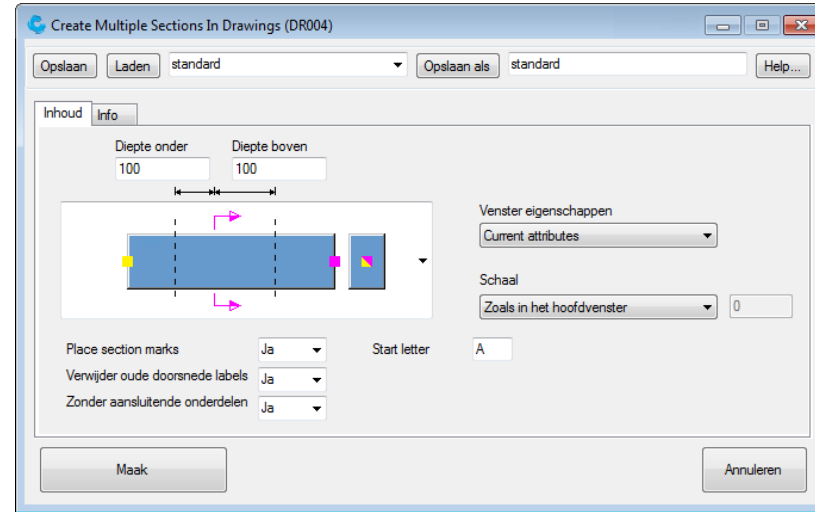 Create Multiple Sections In Drawings (DR004)
Opslaan Laden standard Opslaan als standard Help...
Inhoud Info
Diepte onder Diepte boven
100 100
Venster eigenschappen
Current attributes
Schaal
Zoals in het hoofdvenster 0
Place section marks Ja Start letter A
Verwijder oude doorsnede labels Ja
Zonder aansluitende onderdelen Ja
Maak Annuleren